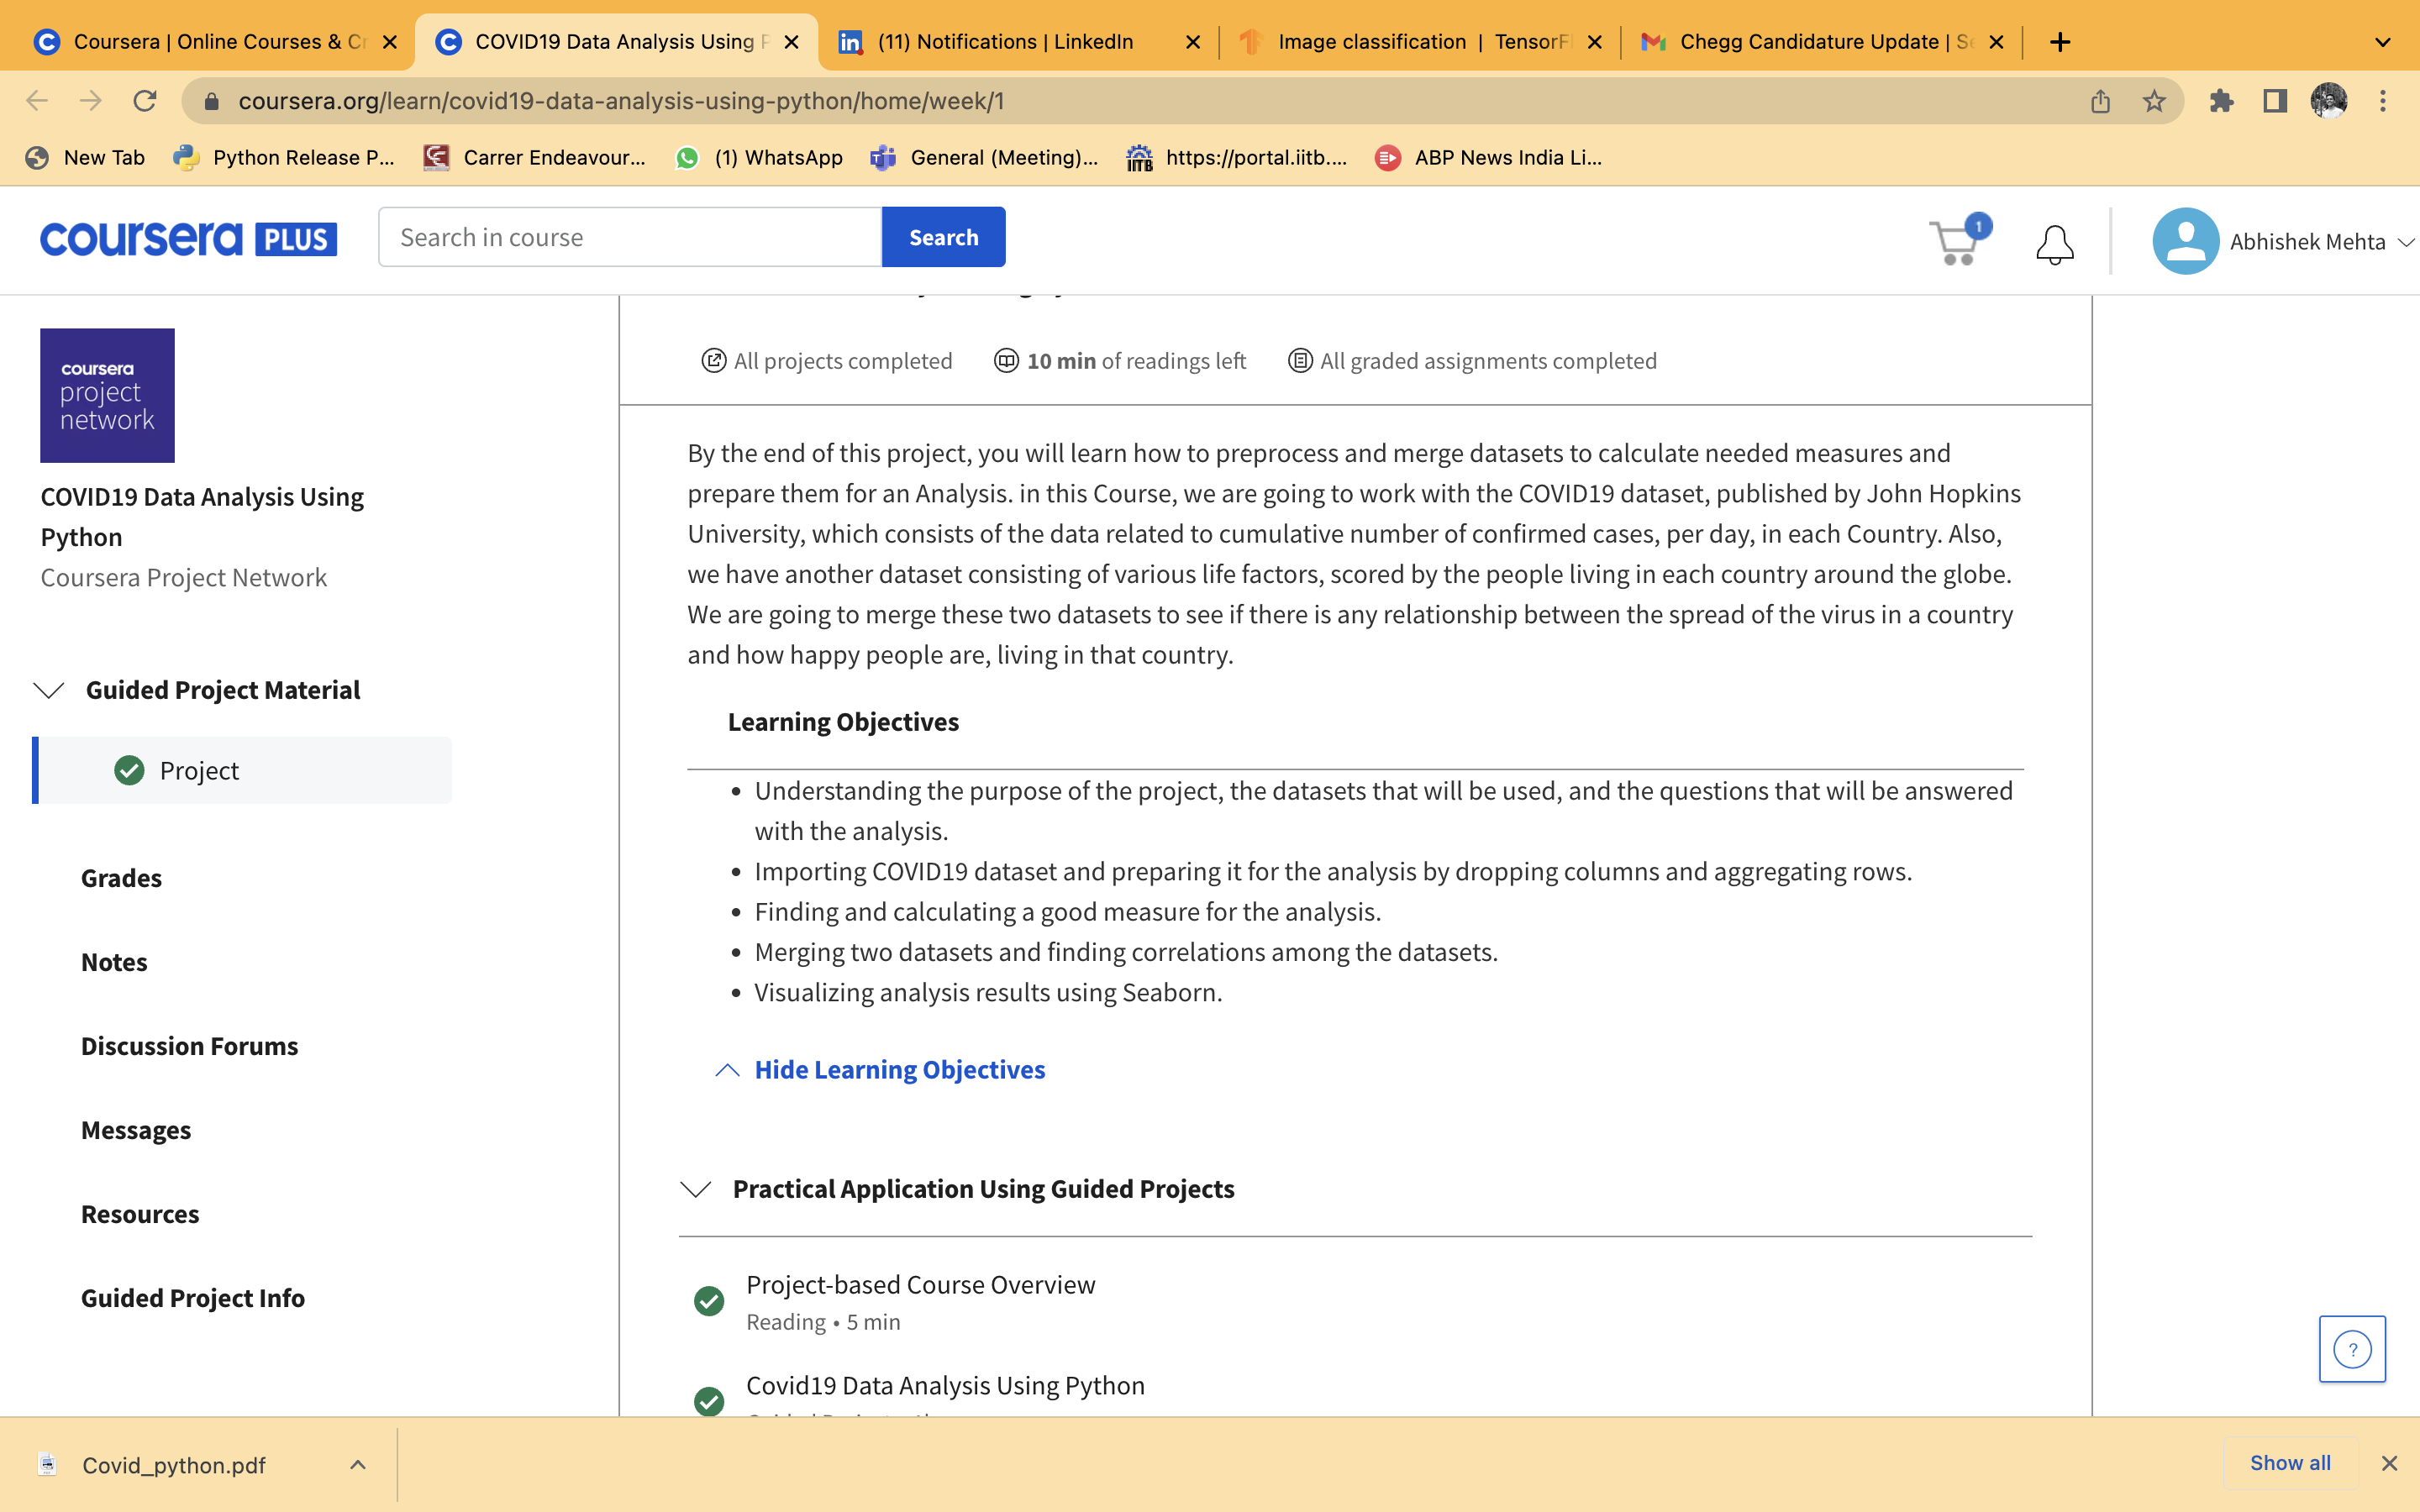 Coursera | Online Courses & Cr
COVID19 Data Analysis Using P
(11) Notifications | LinkedIn
Image classification | TensorFl
Chegg Candidature Update | Se
coursera.org/learn/covid19-data-analysis-using-python/home/week/1
New Tab
Python Release P...
Carrer Endeavour...
(1) WhatsApp
General (Meeting)...
https://portal.iitb....
ABP News India Li...
coursera PLUS
Search in course
Search
1
Abhishek Mehta
coursera
project
network
COVID19 Data Analysis Using
Python
Coursera Project Network
Guided Project Material
Project
Grades
Notes
Discussion Forums
Messages
Resources
Guided Project Info
All projects completed
10 min of readings left
All graded assignments completed
By the end of this project, you will learn how to preprocess and merge datasets to calculate needed measures and
prepare them for an Analysis. in this Course, we are going to work with the COVID19 dataset, published by John Hopkins
University, which consists of the data related to cumulative number of confirmed cases, per day, in each Country. Also,
we have another dataset consisting of various life factors, scored by the people living in each country around the globe.
We are going to merge these two datasets to see if there is any relationship between the spread of the virus in a country
and how happy people are, living in that country.
Learning Objectives
• Understanding the purpose of the project, the datasets that will be used, and the questions that will be answered
with the analysis.
• Importing COVID19 dataset and preparing it for the analysis by dropping columns and aggregating rows.
• Finding and calculating a good measure for the analysis.
• Merging two datasets and finding correlations among the datasets.
• Visualizing analysis results using Seaborn.
Hide Learning Objectives
Practical Application Using Guided Projects
Project-based Course Overview
Reading • 5 min
Covid19 Data Analysis Using Python
?
Covid_python.pdf
Show all